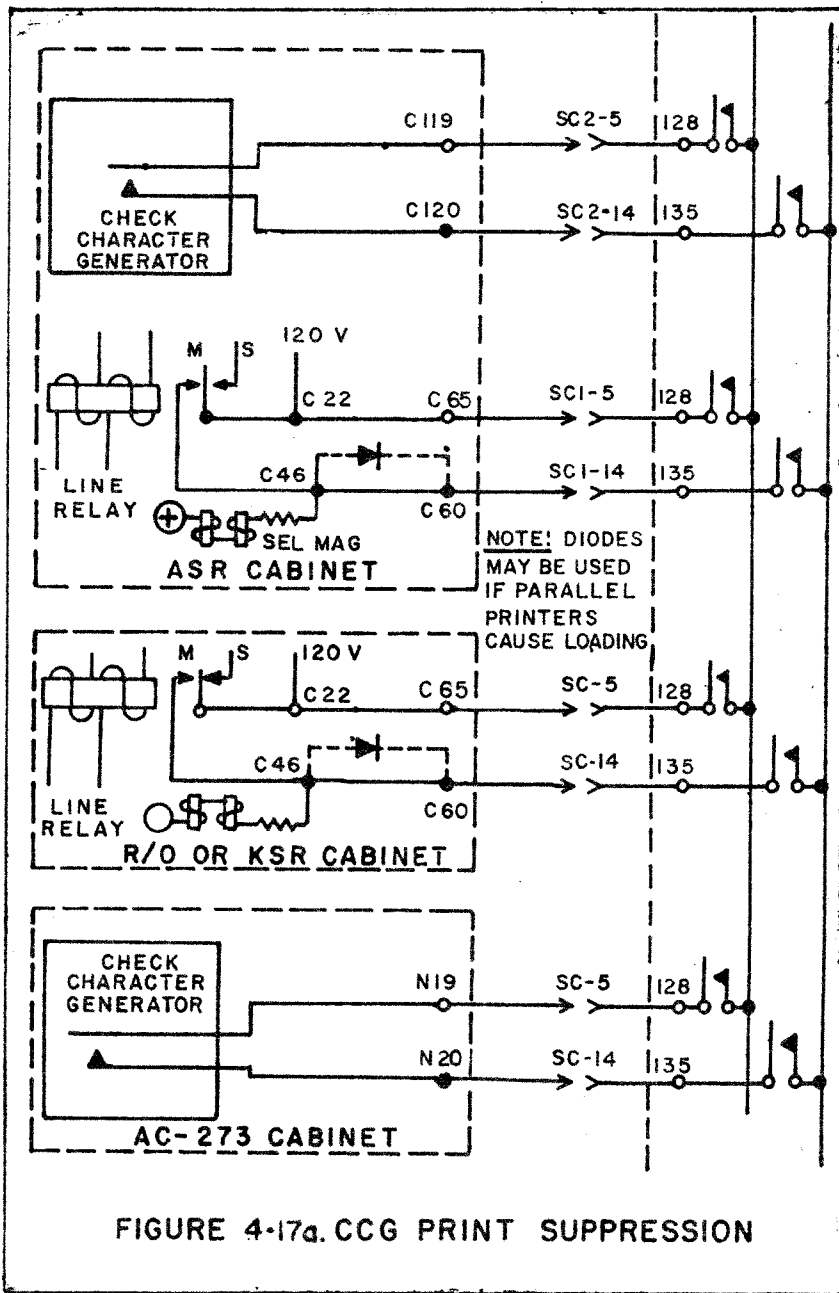 C119 SC2-5 128
C120 SC2-14 135
CHECK
CHARACTER
GENERATOR
M S 120 V
C 22 C 65 SC1-5 128
C46 C 60 SC1-14 135
LINE
RELAY
+
SEL MAG
ASR CABINET
NOTE! DIODES
MAY BE USED
IF PARALLEL
PRINTERS
CAUSE LOADING
M S 120 V
C 22 C 65 SC-5 128
C46 C60 SC-14 135
LINE
RELAY
R/O OR KSR CABINET
CHECK
CHARACTER
GENERATOR
N19 SC-5 128
N20 SC-14 135
AC-273 CABINET
FIGURE 4-17a. CCG PRINT SUPPRESSION